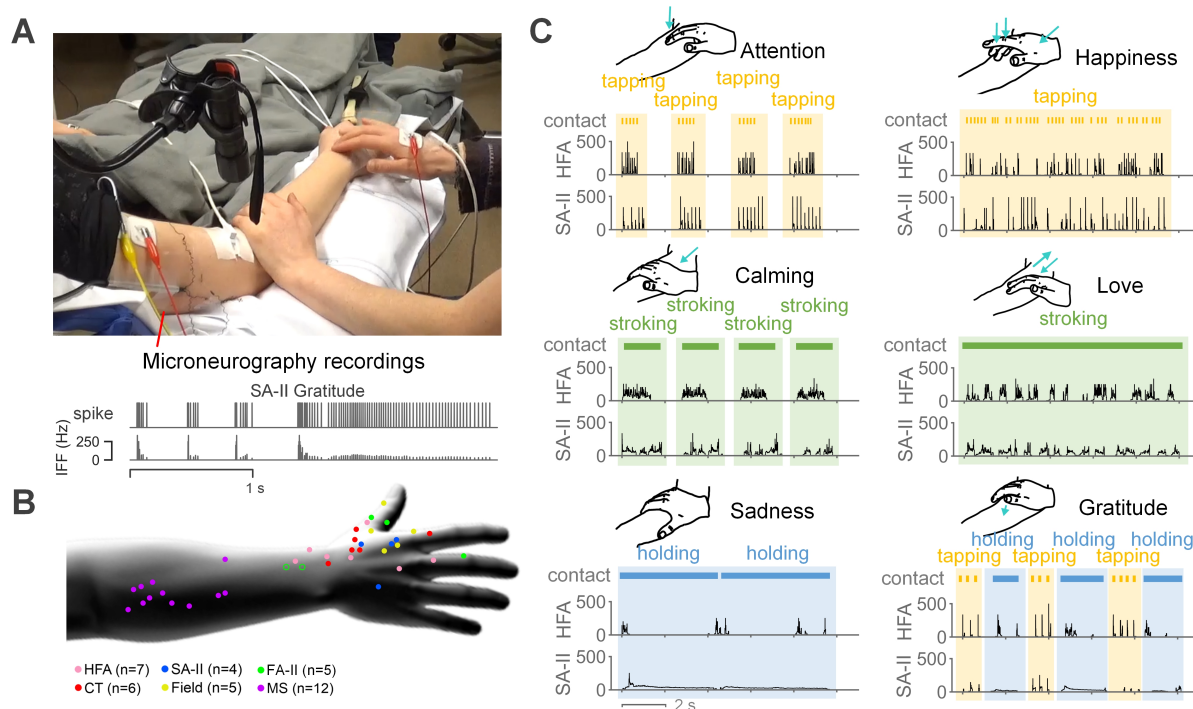 A
Microneurography recordings
SA-II Gratitude
spike
IFF (Hz)
250
0
1 s
B
HFA (n=7)
SA-II (n=4)
FA-II (n=5)
CT (n=6)
Field (n=5)
MS (n=12)
C
Attention
tapping
tapping
tapping
tapping
contact
HFA
500
0
SA-II
500
0
Happiness
tapping
contact
HFA
500
0
SA-II
500
0
Calming
stroking
stroking
stroking
stroking
contact
HFA
500
0
SA-II
500
0
Love
stroking
contact
HFA
500
0
SA-II
500
0
Sadness
holding
holding
contact
HFA
500
0
SA-II
500
0
2 s
Gratitude
holding
holding
holding
tapping
tapping
tapping
contact
HFA
500
0
SA-II
500
0